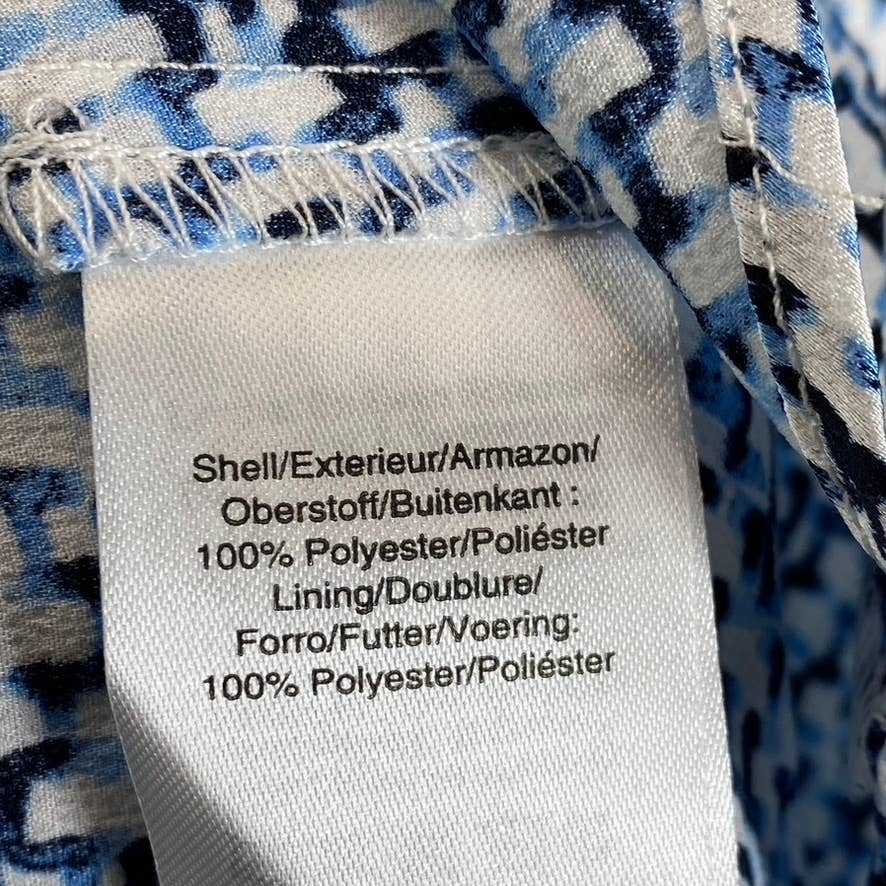 Shell/Exterieur/Armazon/
Oberstoff/Buitenkant :
100% Polyester/Poliéster
Lining/Doublure/
Forro/Futter/Voering:
100% Polyester/Poliéster